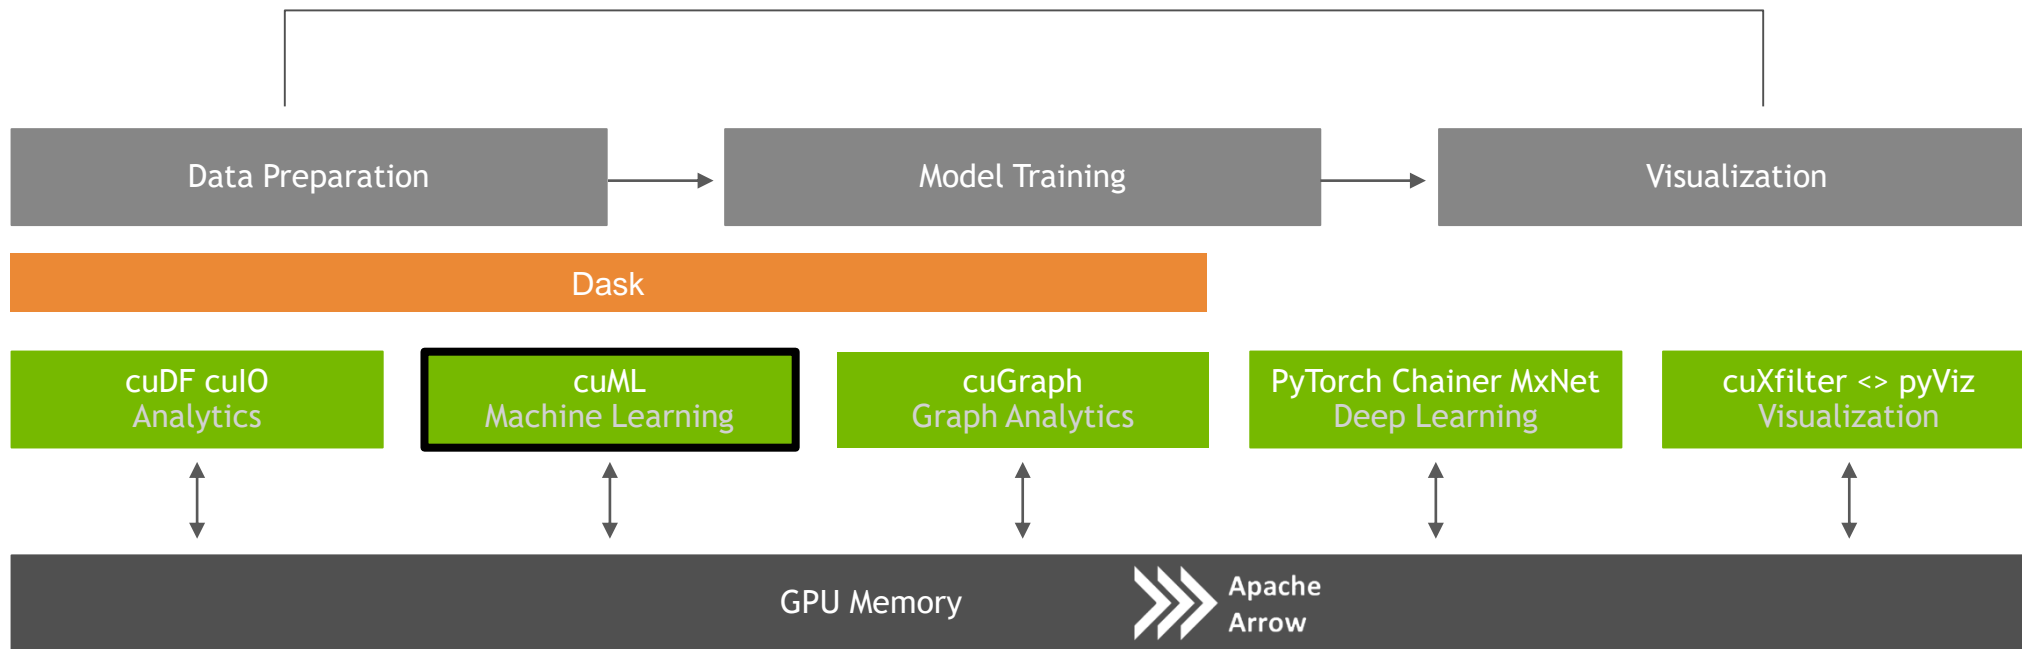 Data Preparation
Model Training
Visualization
Dask
cuDF cuIO
Analytics
cuML
Machine Learning
cuGraph
Graph Analytics
PyTorch Chainer MxNet
Deep Learning
cuXfilter <> pyViz
Visualization
GPU Memory
Apache
Arrow